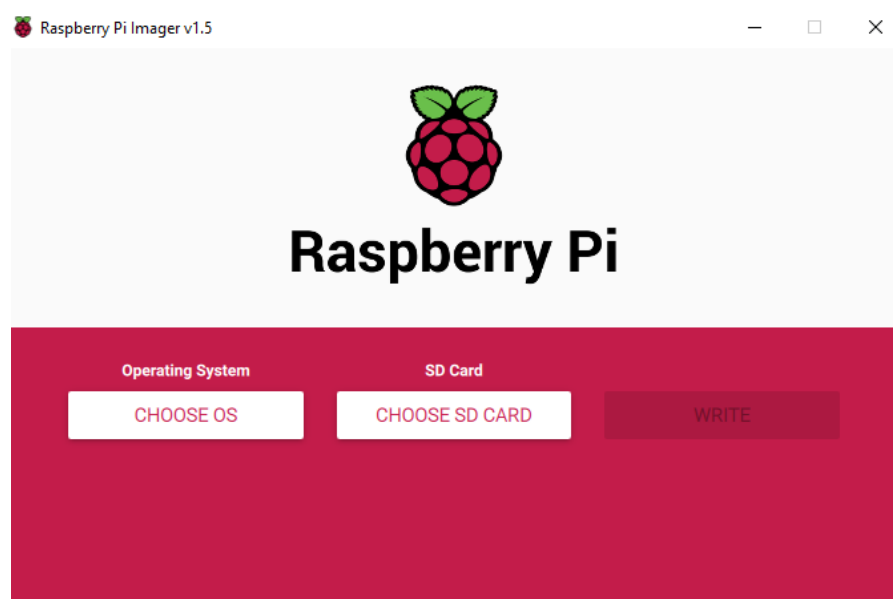 Raspberry Pi Imager v1.5
Raspberry Pi
Operating System
SD Card
CHOOSE OS
CHOOSE SD CARD
WRITE